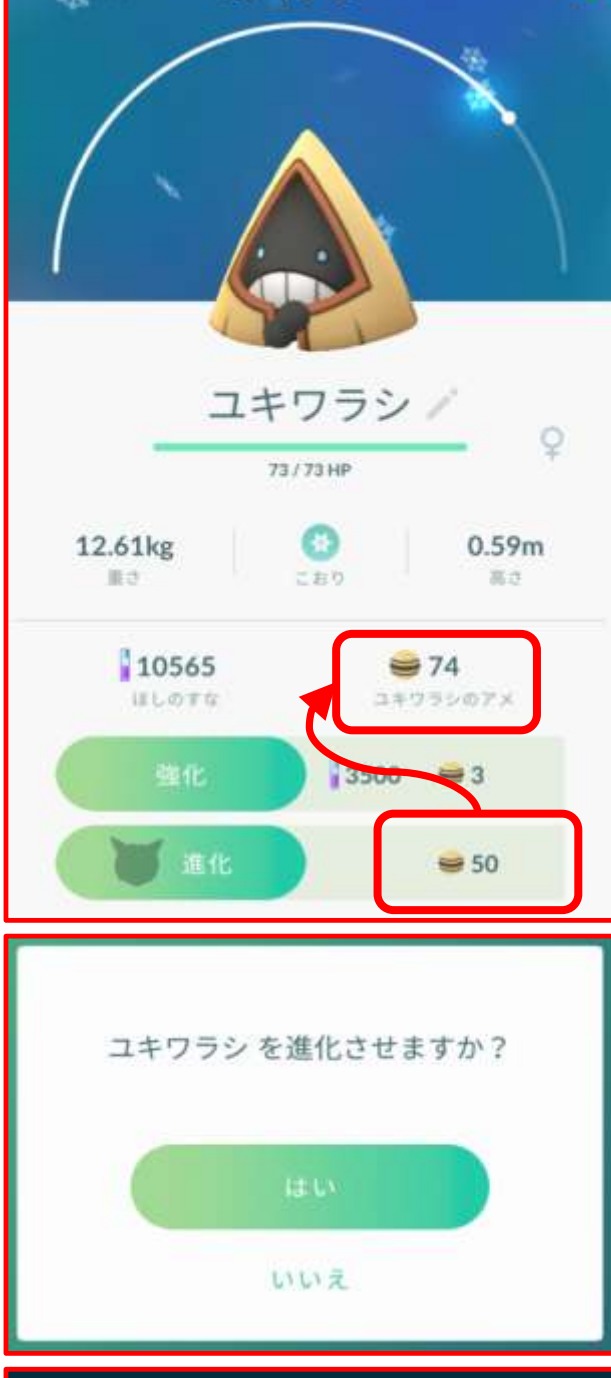 ユキワラシ
♀
73 / 73 HP
12.61kg
重さ
こおり
0.59m
高さ
10565
ほしのすな
74
ユキワラシのアメ
強化
3500
3
進化
50
ユキワラシ を進化させますか？
はい
いいえ